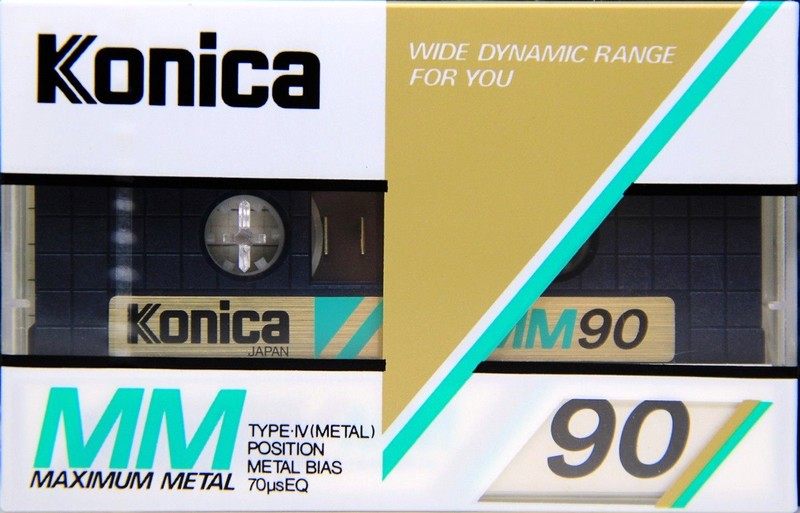 Konica
WIDE DYNAMIC RANGE
FOR YOU
Konica
JAPAN
MM90
MM
MAXIMUM METAL
TYPE·IV(METAL)
POSITION
METAL BIAS
70µsEQ
90